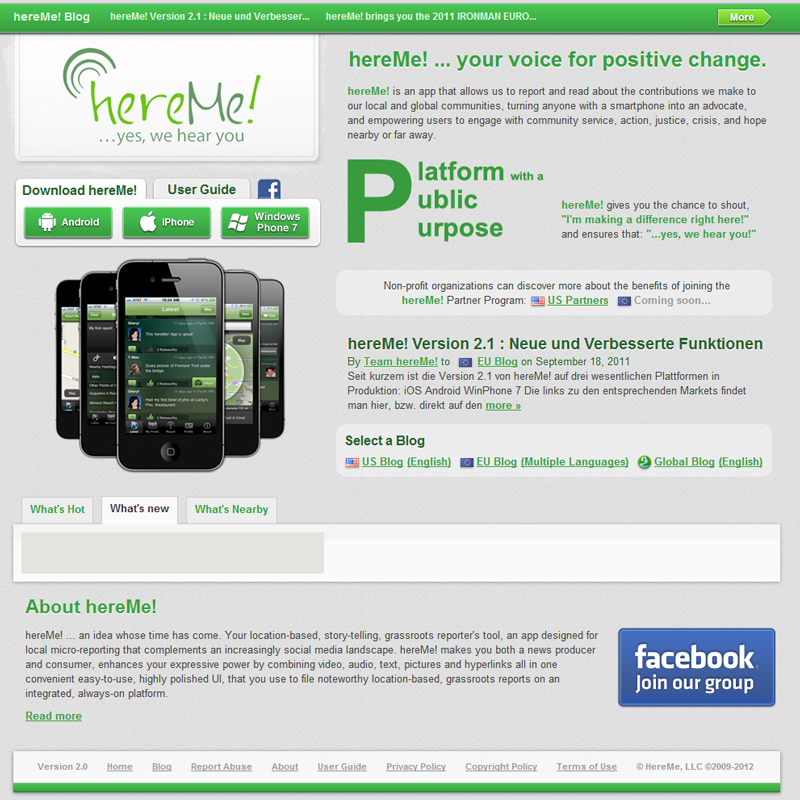 hereMe! Blog hereMe! Version 2.1 : Neue und Verbesser... hereMe! brings you the 2011 IRONMAN EURO... More
hereMe!
...yes, we hear you
hereMe! ... your voice for positive change.
hereMe! is an app that allows us to report and read about the contributions we make to
our local and global communities, turning anyone with a smartphone into an advocate,
and empowering users to engage with community service, action, justice, crisis, and hope
nearby or far away.
Platform with a
Public
Purpose
hereMe! gives you the chance to shout,
"I'm making a difference right here!"
and ensures that: "...yes, we hear you!"
Download hereMe! User Guide f
Android iPhone Windows
Phone 7
Latest
Non-profit organizations can discover more about the benefits of joining the
hereMe! Partner Program: US Partners Coming soon...
hereMe! Version 2.1 : Neue und Verbesserte Funktionen
By Team hereMe! to EU Blog on September 18, 2011
Seit kurzem ist die Version 2.1 von hereMe! auf drei wesentlichen Plattformen in
Produktion: iOS Android WinPhone 7 Die links zu den entsprechenden Markets findet
man hier, bzw. direkt auf den more »
Select a Blog
US Blog (English) EU Blog (Multiple Languages) Global Blog (English)
What's Hot What's new What's Nearby
About hereMe!
hereMe! ... an idea whose time has come. Your location-based, story-telling, grassroots reporter's tool, an app designed for
local micro-reporting that complements an increasingly social media landscape. hereMe! makes you both a news producer
and consumer, enhances your expressive power by combining video, audio, text, pictures and hyperlinks all in one
convenient easy-to-use, highly polished UI, that you use to file noteworthy location-based, grassroots reports on an
integrated, always-on platform.
Read more
facebook
Join our group
Version 2.0 Home Blog Report Abuse About User Guide Privacy Policy Copyright Policy Terms of Use © HereMe, LLC ©2009-2012